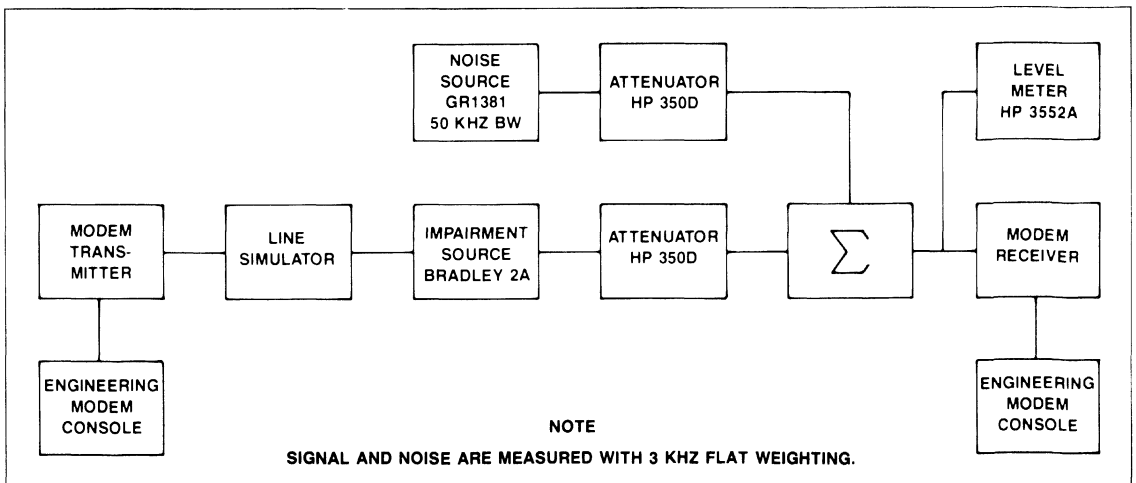 NOISE
SOURCE
GR1381
50 KHZ BW
ATTENUATOR
HP 350D
LEVEL
METER
HP 3552A
MODEM
TRANS-
MITTER
LINE
SIMULATOR
IMPAIRMENT
SOURCE
BRADLEY 2A
ATTENUATOR
HP 350D
Σ
MODEM
RECEIVER
ENGINEERING
MODEM
CONSOLE
ENGINEERING
MODEM
CONSOLE
NOTE
SIGNAL AND NOISE ARE MEASURED WITH 3 KHZ FLAT WEIGHTING.